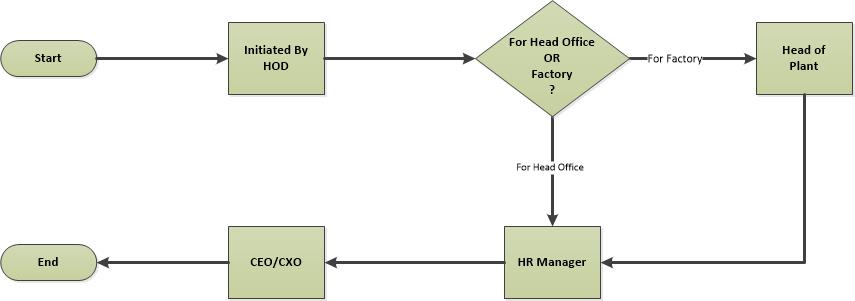 Start
Initiated By
HOD
For Head Office
OR
Factory
?
For Factory
Head of
Plant
For Head Office
End
CEO/CXO
HR Manager